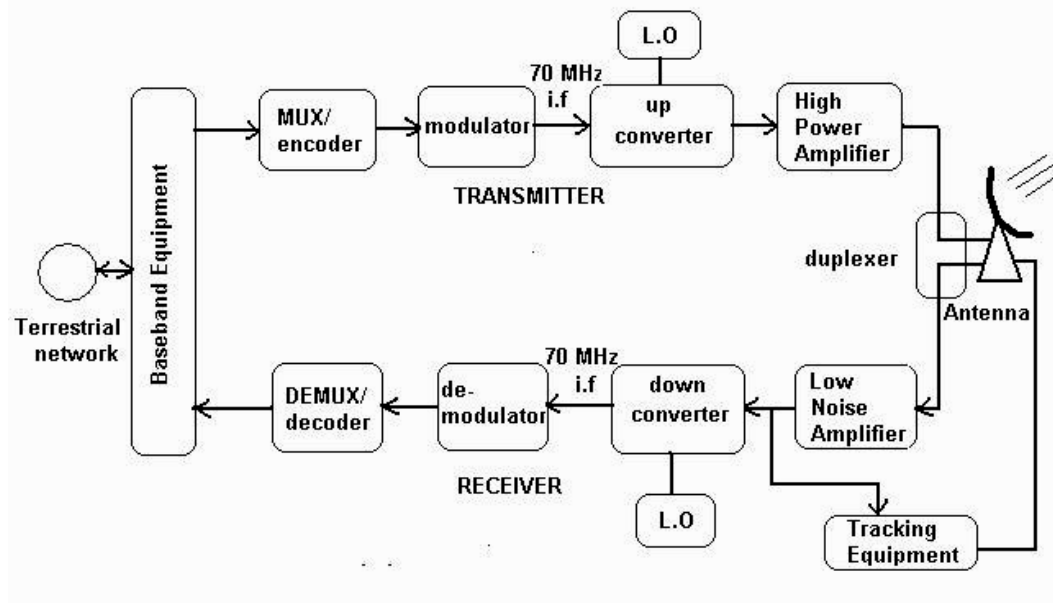 L.O
70 MHz
i.f
MUX/
encoder
modulator
up
converter
High
Power
Amplifier
TRANSMITTER
Baseband Equipment
duplexer
Antenna
Terrestrial
network
70 MHz
i.f
DEMUX/
decoder
de-
modulator
down
converter
Low
Noise
Amplifier
RECEIVER
L.O
Tracking
Equipment